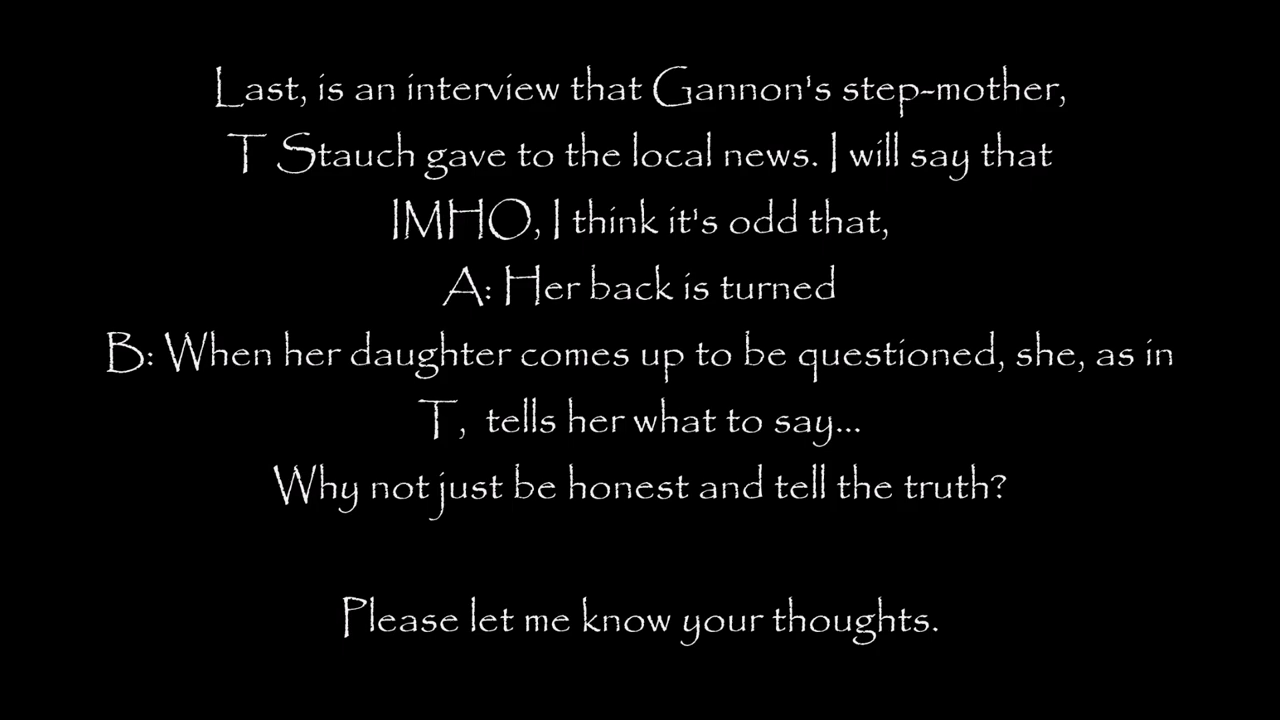 Last, is an interview that Gannon's step-mother,
T Stauch gave to the local news. I will say that
IMHO, I think it's odd that,
A: Her back is turned
B: When her daughter comes up to be questioned, she, as in
T,  tells her what to say...
Why not just be honest and tell the truth?
Please let me know your thoughts.